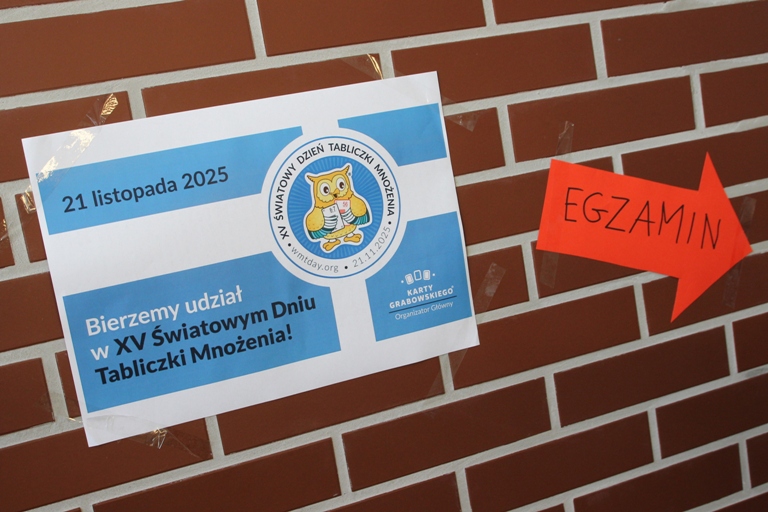 21 listopada 2025
XV ŚWIATOWY DZIEŃ TABLICZKI MNOŻENIA
• wmtday.org • 21.11.2025 •
Bierzemy udział
w XV Światowym Dniu
Tabliczki Mnożenia!
KARTY
GRABOWSKIEGO
Organizator Główny
EGZAMIN